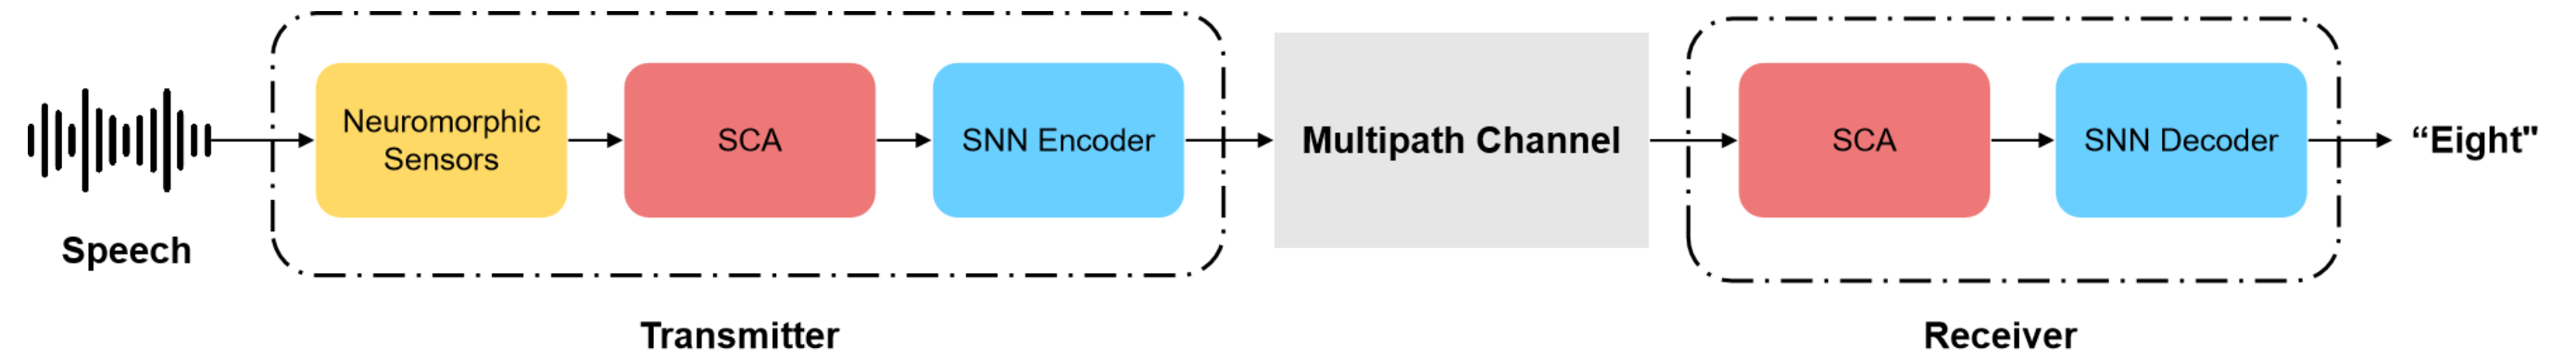 Speech
Neuromorphic
Sensors
SCA
SNN Encoder
Transmitter
Multipath Channel
SCA
SNN Decoder
Receiver
“Eight"